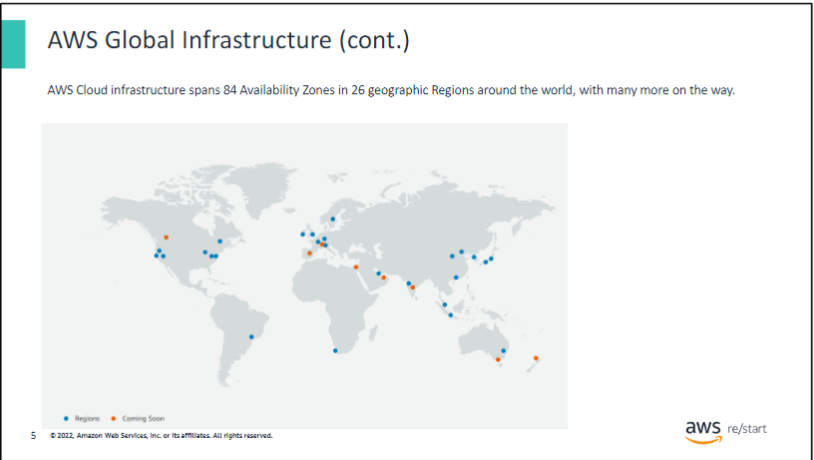 AWS Global Infrastructure (cont.)
AWS Cloud infrastructure spans 84 Availability Zones in 26 geographic Regions around the world, with many more on the way.
Regions Coming Soon
5 © 2022, Amazon Web Services, Inc. or its affiliates. All rights reserved.
aws re/start